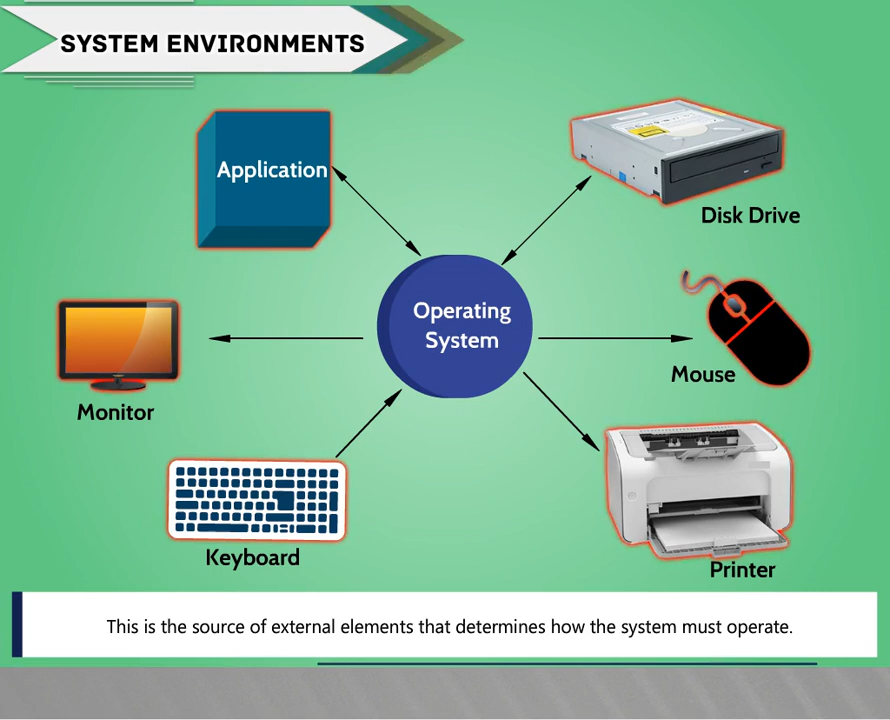 SYSTEM ENVIRONMENTS
Application
Disk Drive
Operating
System
Mouse
Monitor
Keyboard
Printer
This is the source of external elements that determines how the system must operate.